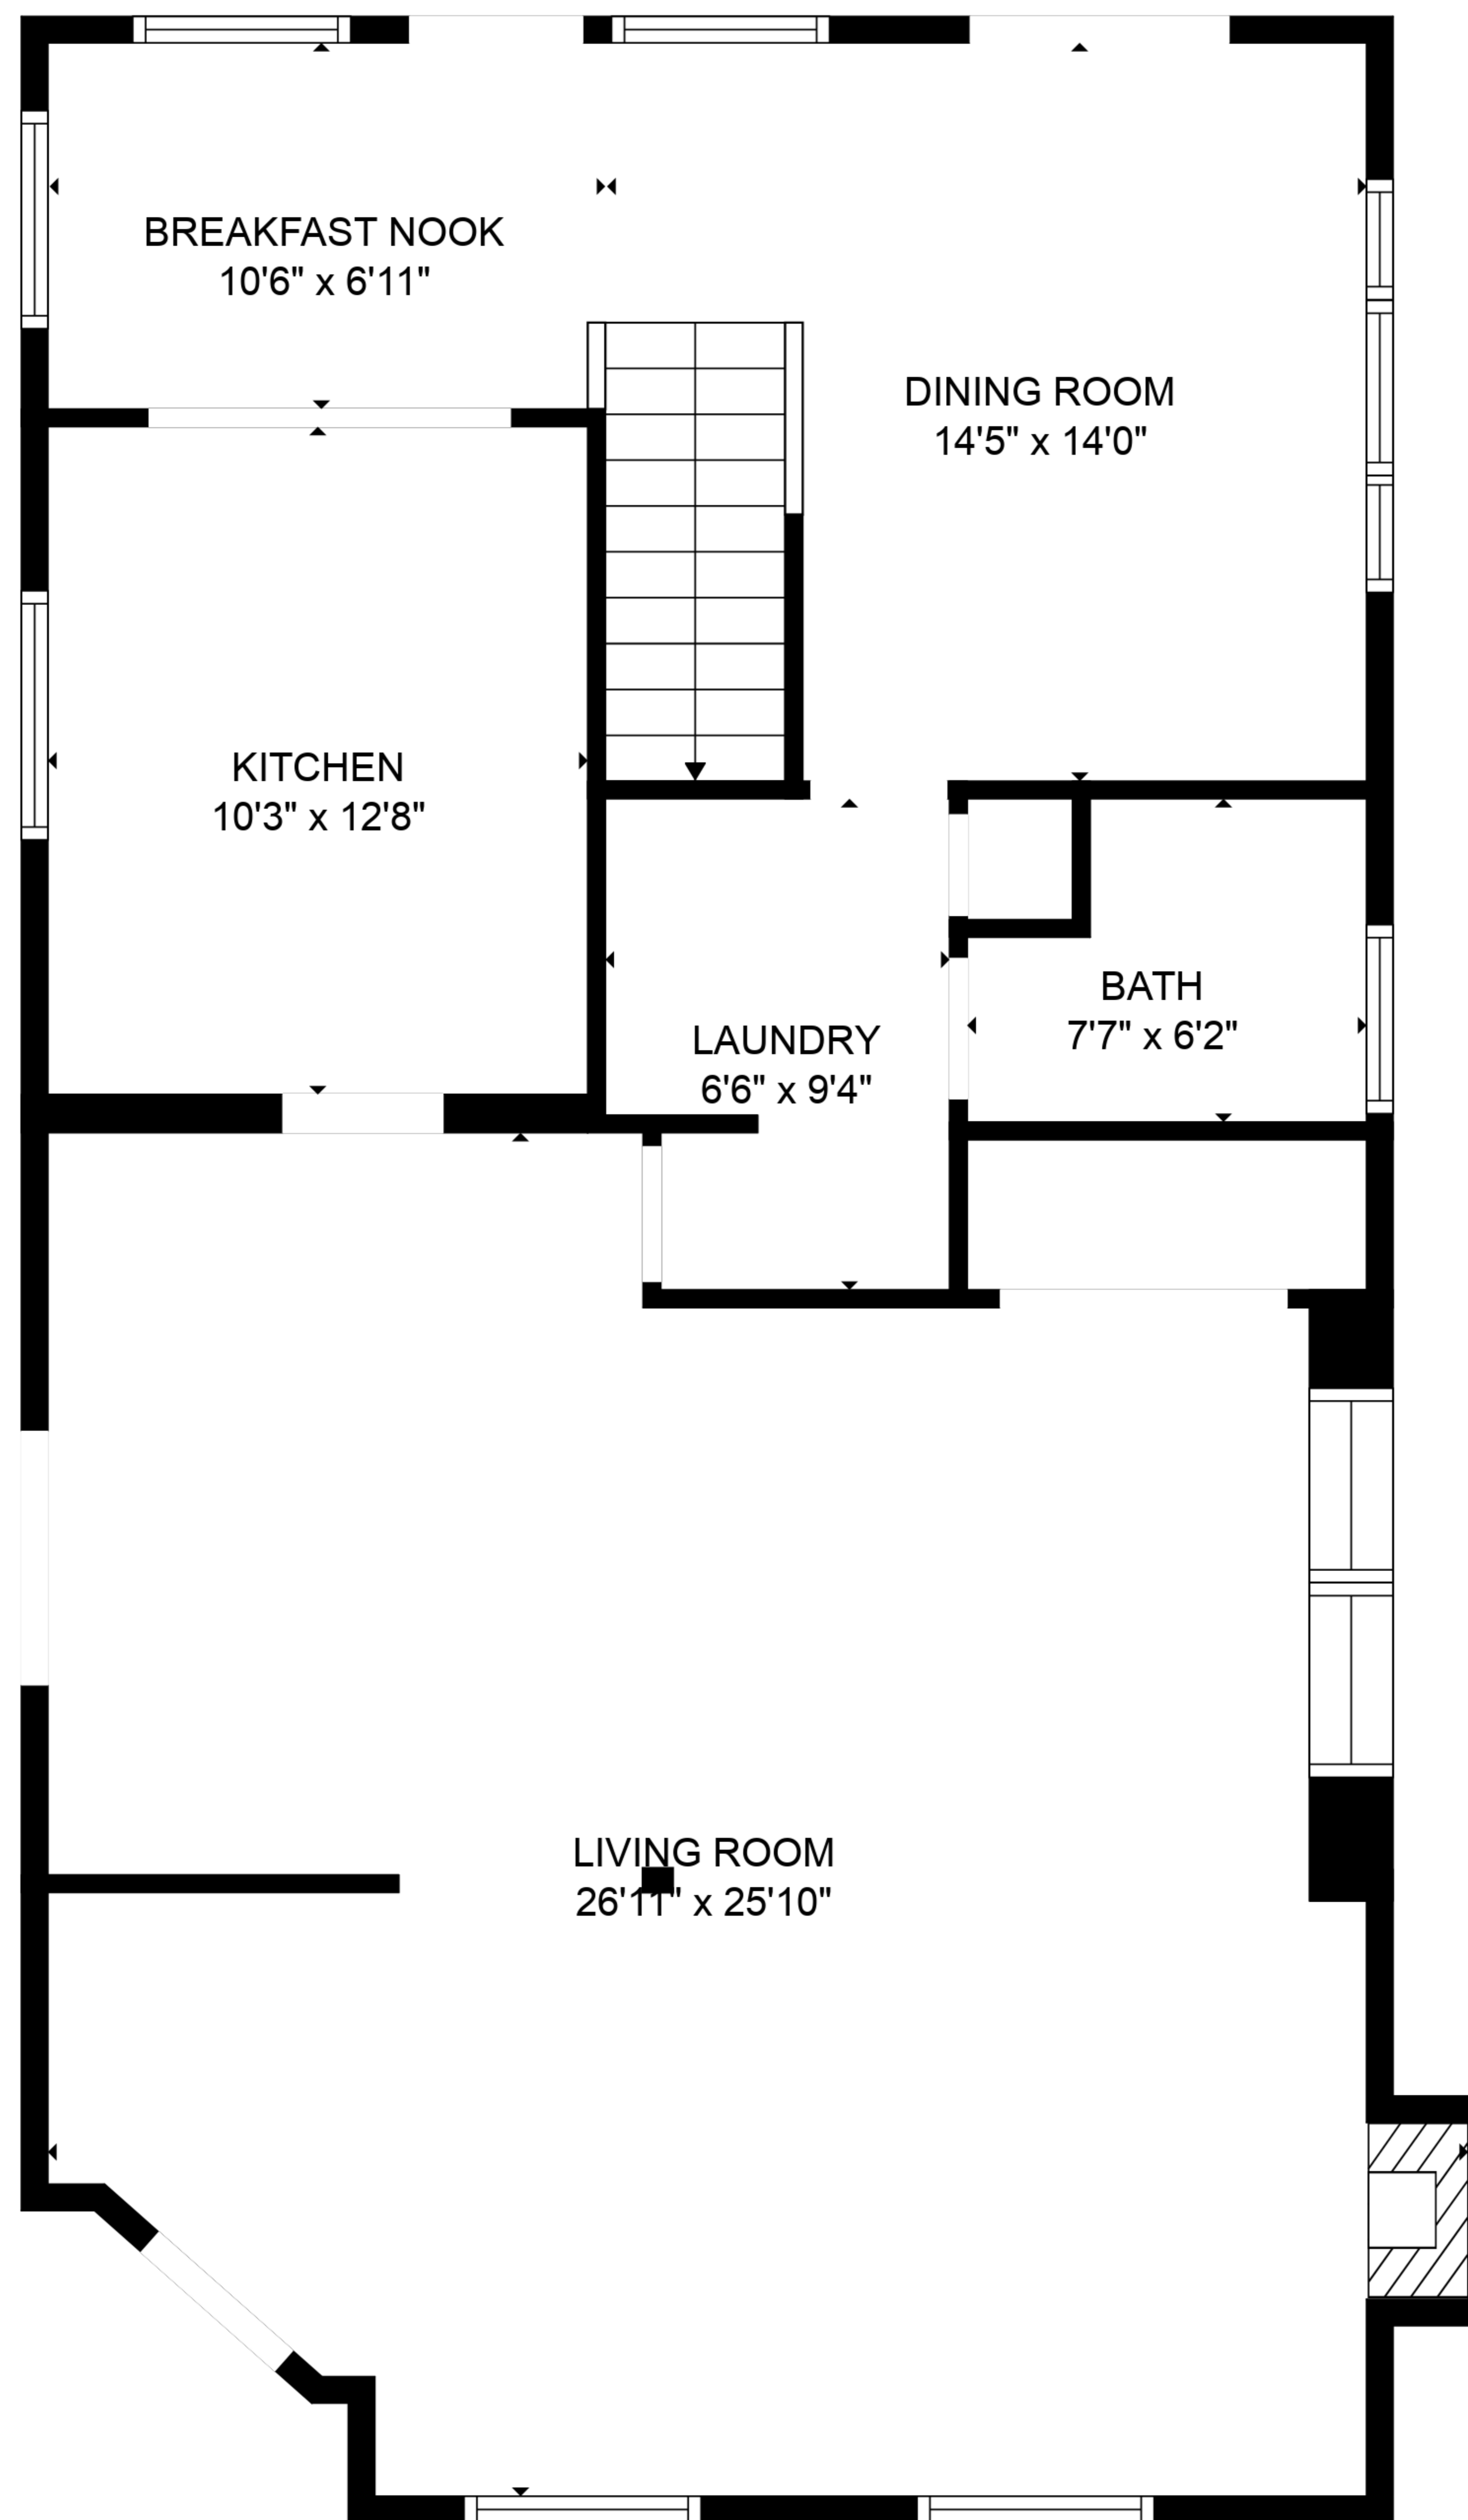 BREAKFAST NOOK
10'6" x 6'11"
DINING ROOM
14'5" x 14'0"
KITCHEN
10'3" x 12'8"
BATH
7'7" x 6'2"
LAUNDRY
6'6" x 9'4"
LIVING ROOM
26'11" x 25'10"